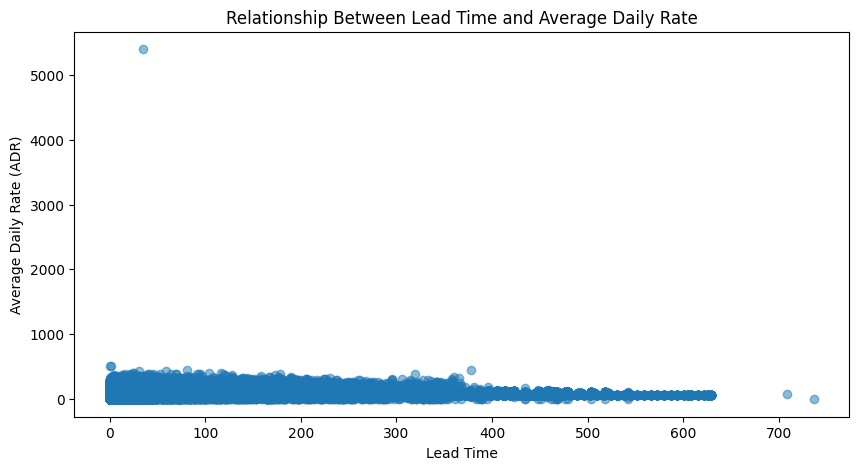 Relationship Between Lead Time and Average Daily Rate
Average Daily Rate (ADR)
5000
4000
3000
2000
1000
0
0 100 200 300 400 500 600 700
Lead Time